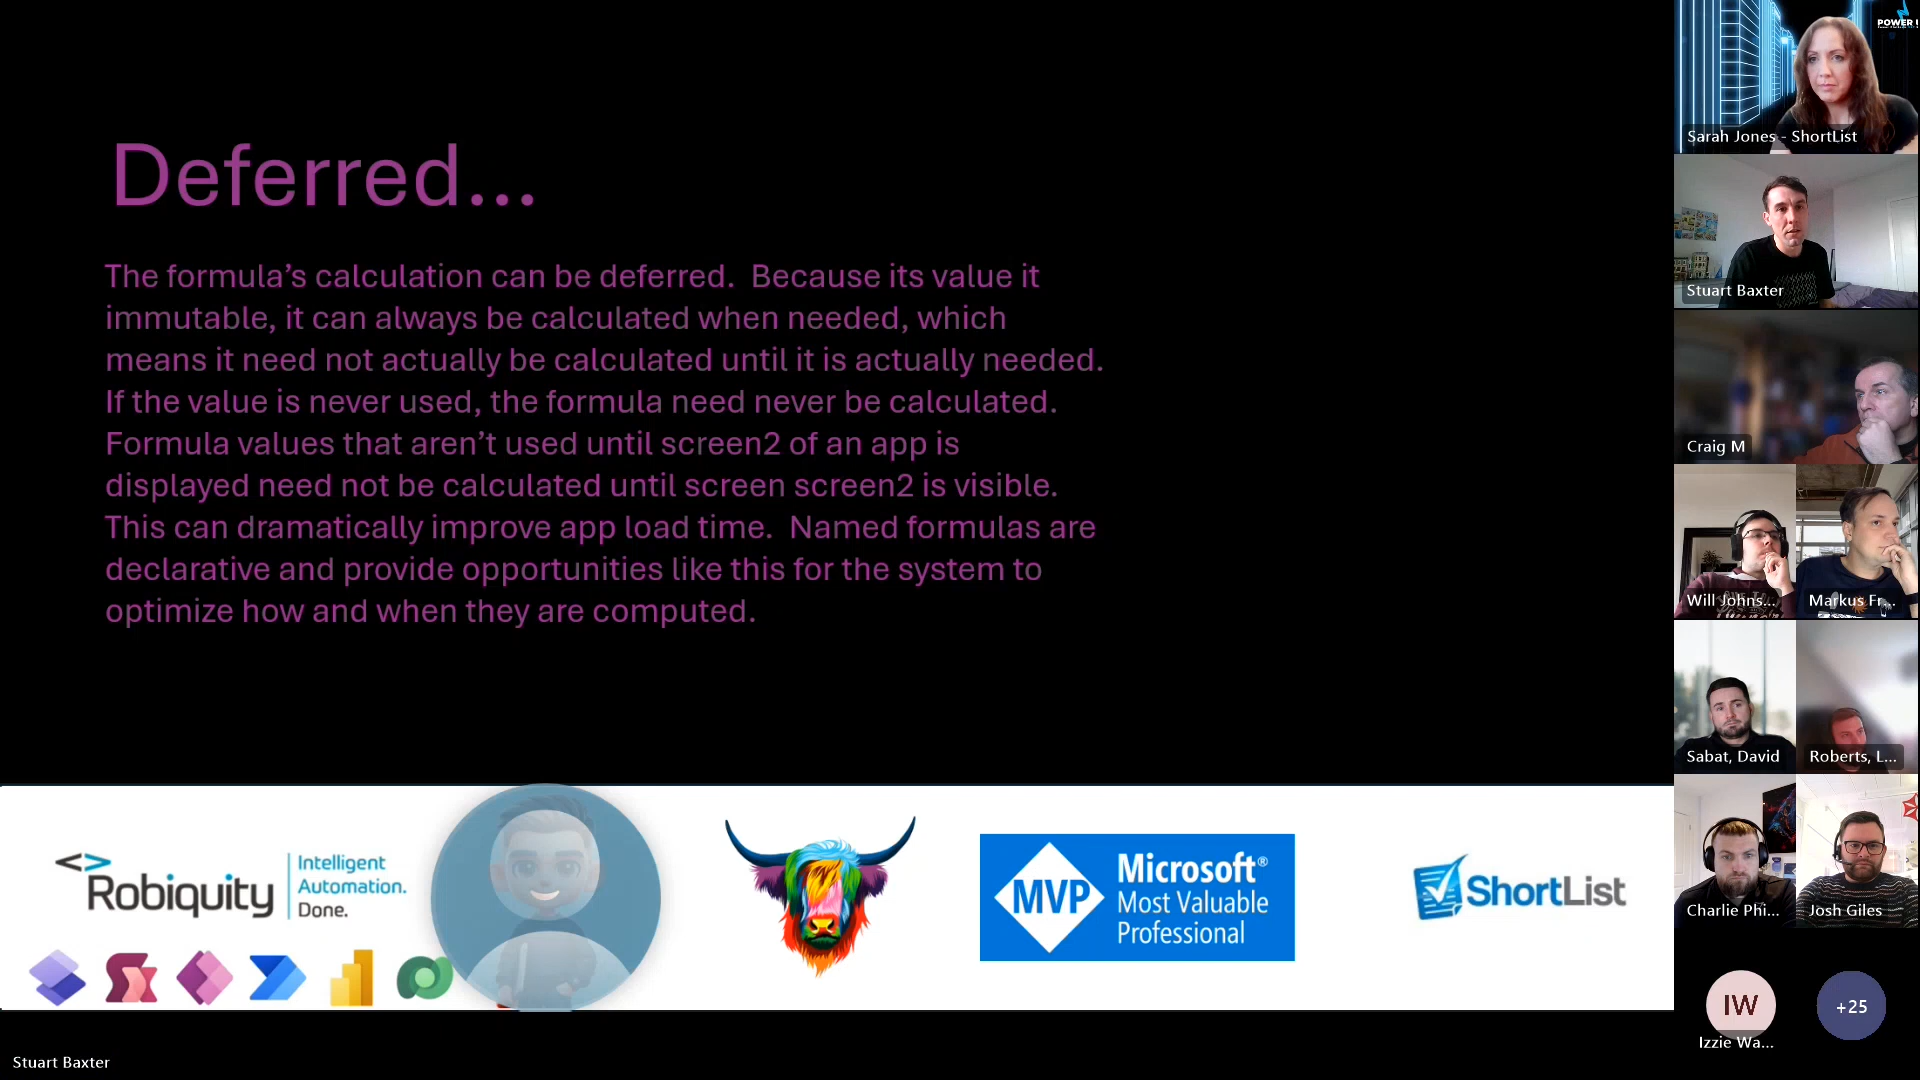 Deferred...
The formula’s calculation can be deferred.  Because its value it
immutable, it can always be calculated when needed, which
means it need not actually be calculated until it is actually needed.
If the value is never used, the formula need never be calculated.
Formula values that aren’t used until screen2 of an app is
displayed need not be calculated until screen screen2 is visible.
This can dramatically improve app load time.  Named formulas are
declarative and provide opportunities like this for the system to
optimize how and when they are computed.
<> Robiquity
Intelligent
Automation.
Done.
MVP
Microsoft®
Most Valuable
Professional
ShortList
Stuart Baxter
POWER
Sarah Jones - ShortList
Stuart Baxter
Craig M
Will Johns...
Markus Fr...
Sabat, David
Roberts, L...
Charlie Phi...
Josh Giles
IW
Izzie Wa...
+25